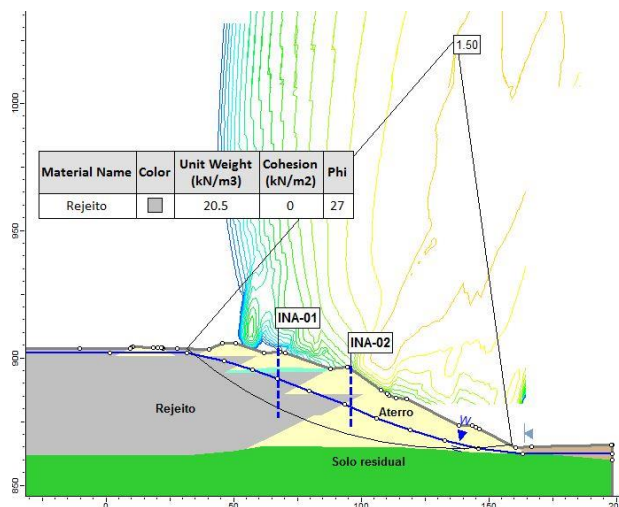 1.50
1000
Material Name Color Unit Weight (kN/m3) Cohesion (kN/m2) Phi
Rejeito 20.5 0 27
950
INA-01
INA-02
900
Rejeito
Aterro
W
Solo residual
850
0 50 100 150 20